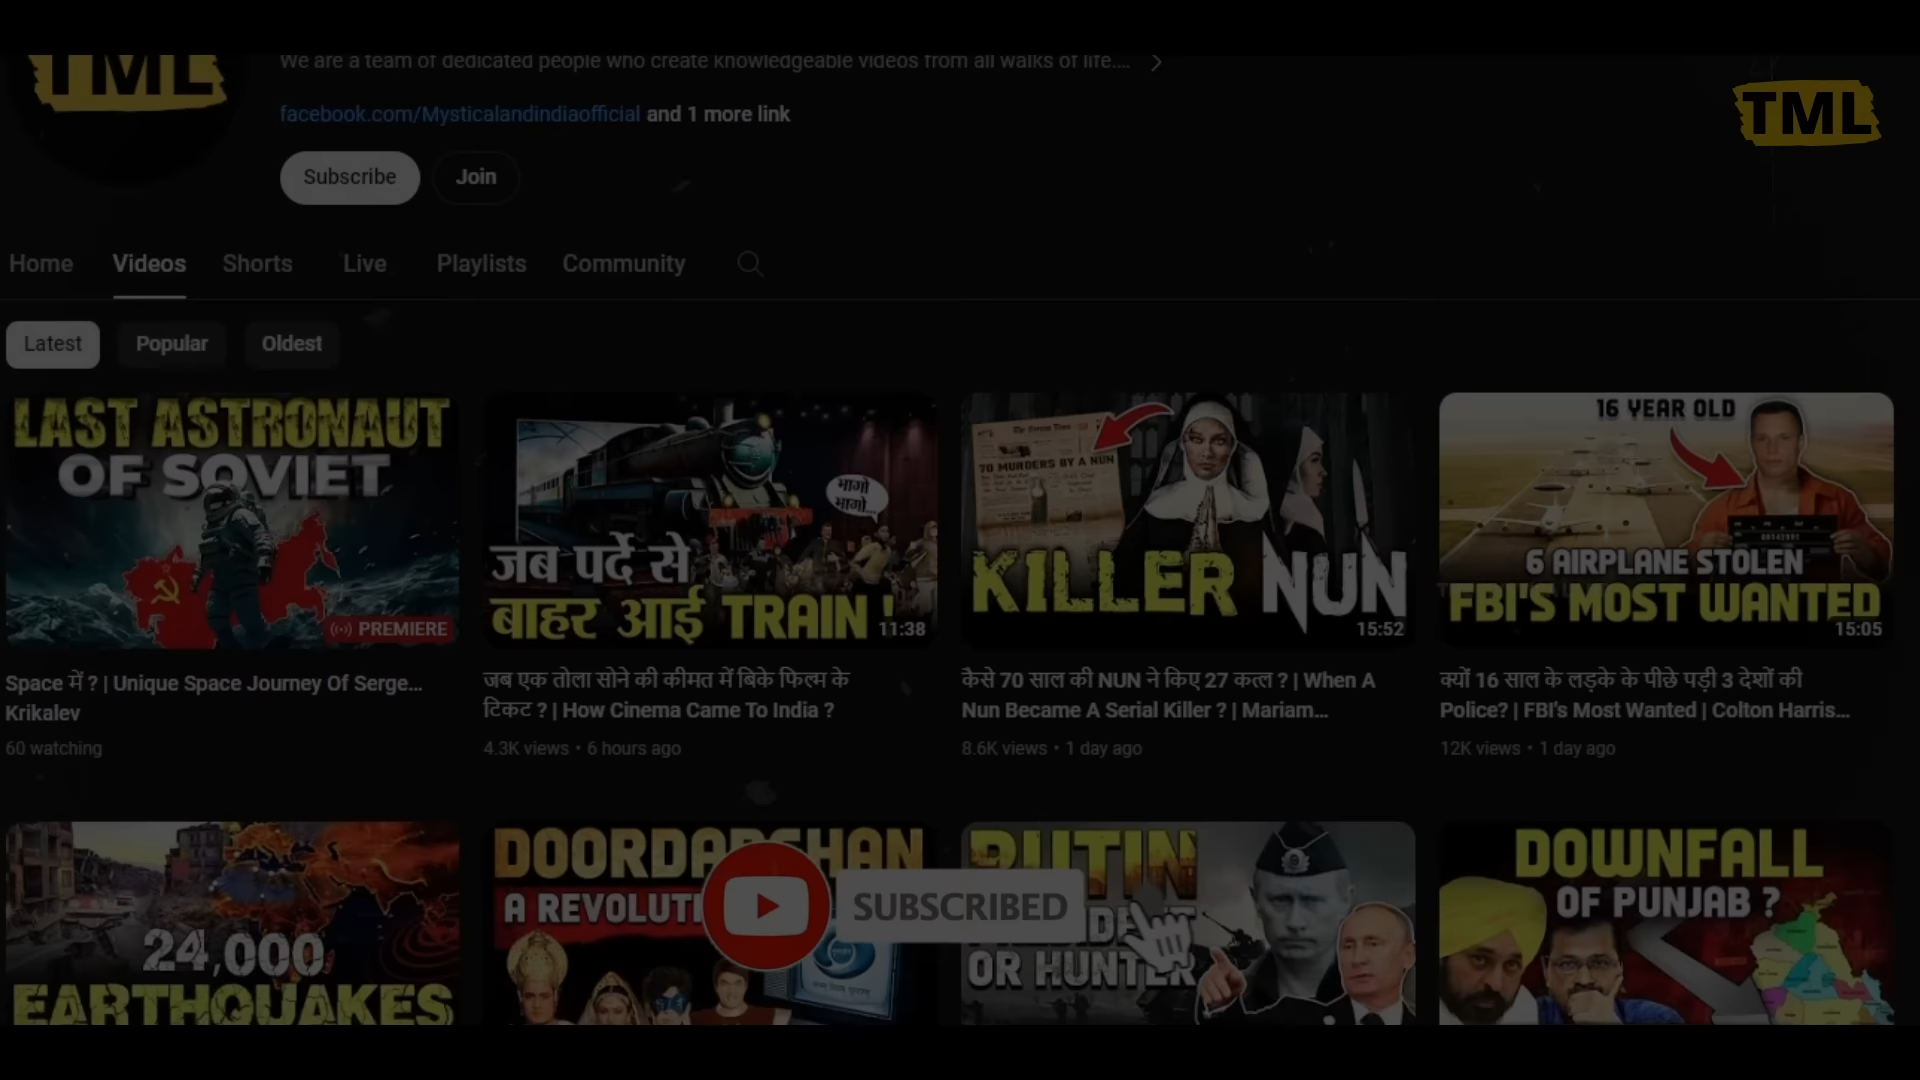 TML
We are a team of dedicated people who create knowledgeable videos from all walks of life....
facebook.com/Mysticalandindiaofficial and 1 more link
TML
Subscribe
Join
Home
Videos
Shorts
Live
Playlists
Community
Latest
Popular
Oldest
LAST ASTRONAUT
OF SOVIET
PREMIERE
Space में ? | Unique Space Journey Of Serge...
Krikalev
60 watching
भागो
भागो...
जब पर्दे से
बाहर आई TRAIN !
11:38
जब एक तोला सोने की कीमत में बिके फिल्म के
टिकट ? | How Cinema Came To India ?
4.3K views • 6 hours ago
70 MURDERS BY A NUN
KILLER NUN
15:52
कैसे 70 साल की NUN ने किए 27 कत्ल ? | When A
Nun Became A Serial Killer ? | Mariam...
8.6K views • 1 day ago
16 YEAR OLD
6 AIRPLANE STOLEN
FBI'S MOST WANTED
15:05
क्यों 16 साल के लड़के के पीछे पड़ी 3 देशों की
Police? | FBI's Most Wanted | Colton Harris...
12K views • 1 day ago
24,000
EARTHQUAKES
DOORDARSHAN
A REVOLUTI
SUBSCRIBED
PUTIN
OR HUNTER
DOWNFALL
OF PUNJAB ?